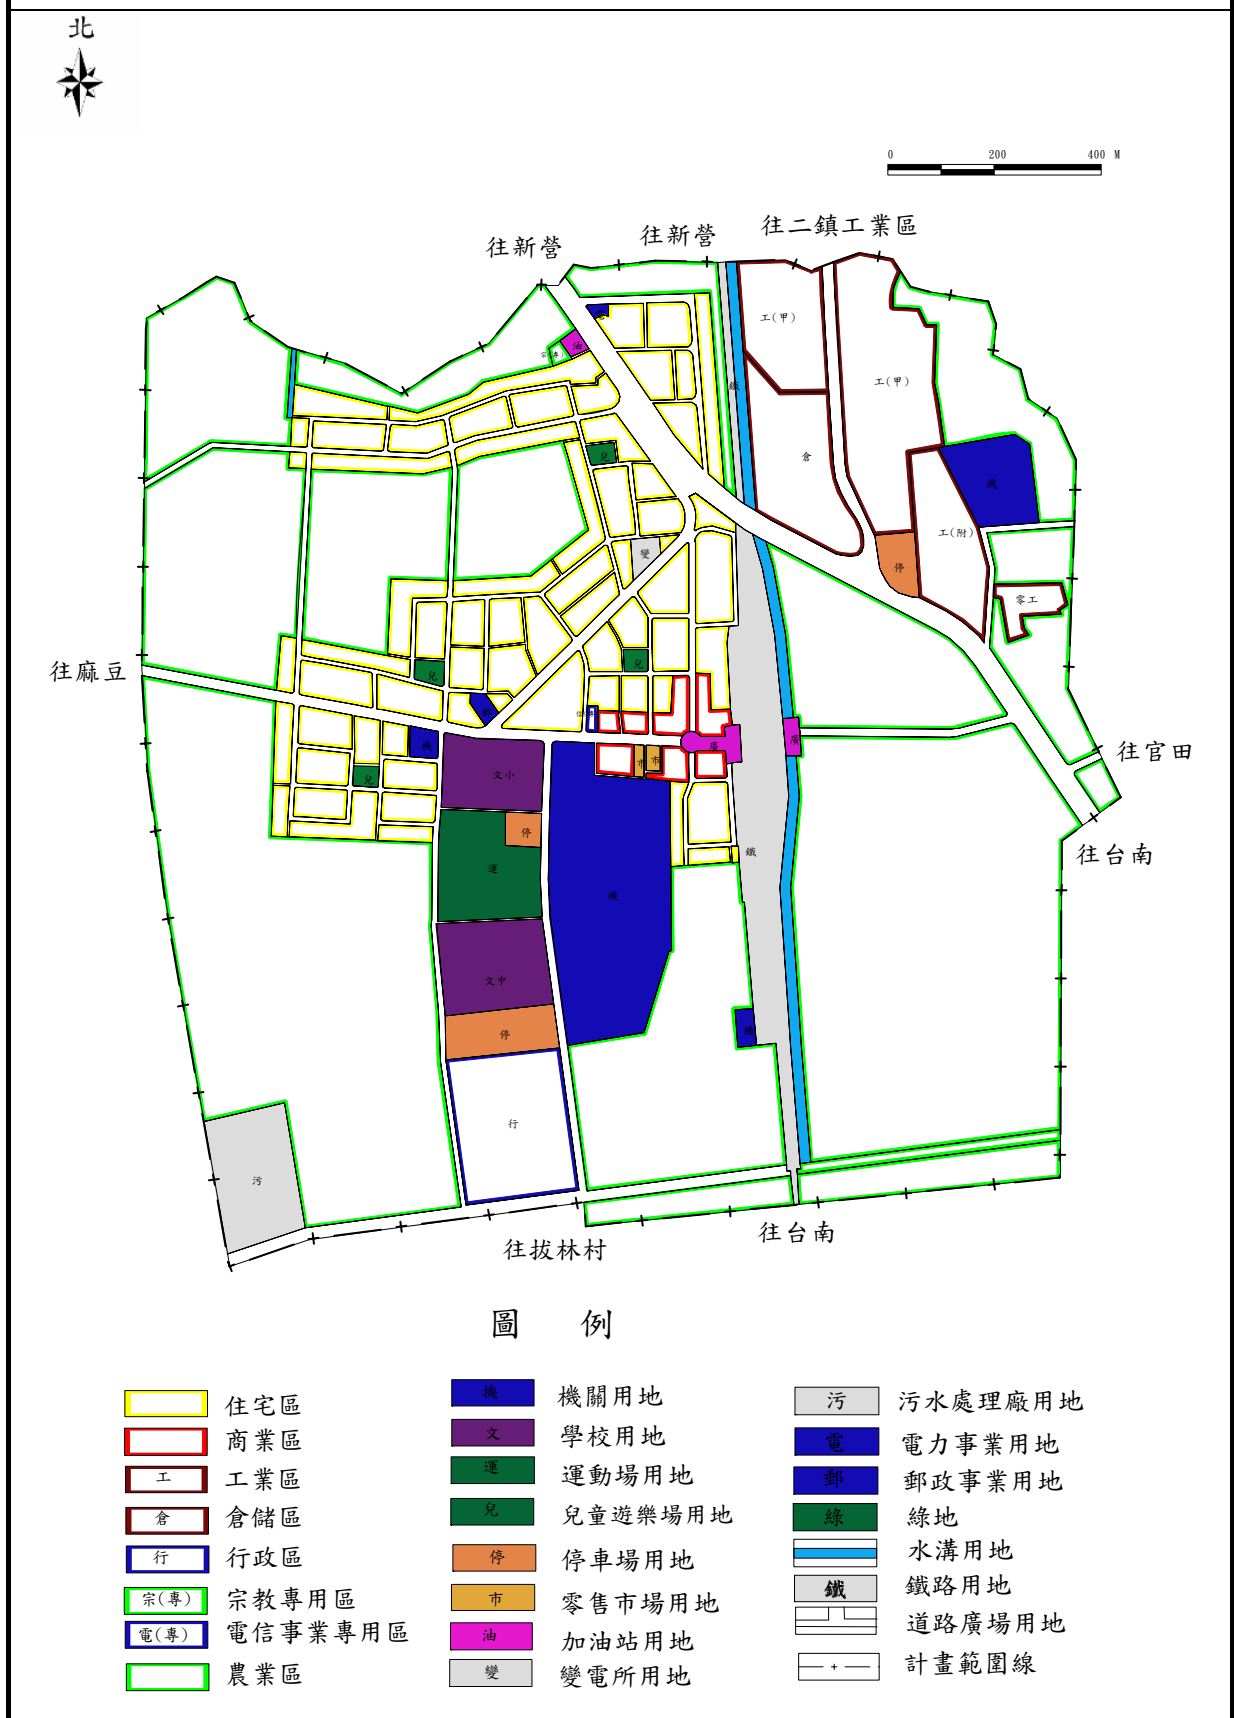 北
0 200 400 M
往二鎮工業區
往新營
往新營
工(甲)
油
宗(專)
鐵
工(甲)
兒
倉
機
工(附)
變
停
零工
兒
兒
往麻豆
郵
機
廣
廣
市
市
往官田
文小
兒
停
鐵
往台南
運
機
文中
機
停
行
污
往台南
往拔林村
圖 例
住宅區
商業區
工 工業區
倉 倉儲區
行 行政區
宗(專) 宗教專用區
電(專) 電信事業專用區
農業區
機 機關用地
文 學校用地
運 運動場用地
兒 兒童遊樂場用地
停 停車場用地
市 零售市場用地
油 加油站用地
變 變電所用地
污 污水處理廠用地
電 電力事業用地
郵 郵政事業用地
綠 綠地
水溝用地
鐵 鐵路用地
道路廣場用地
計畫範圍線